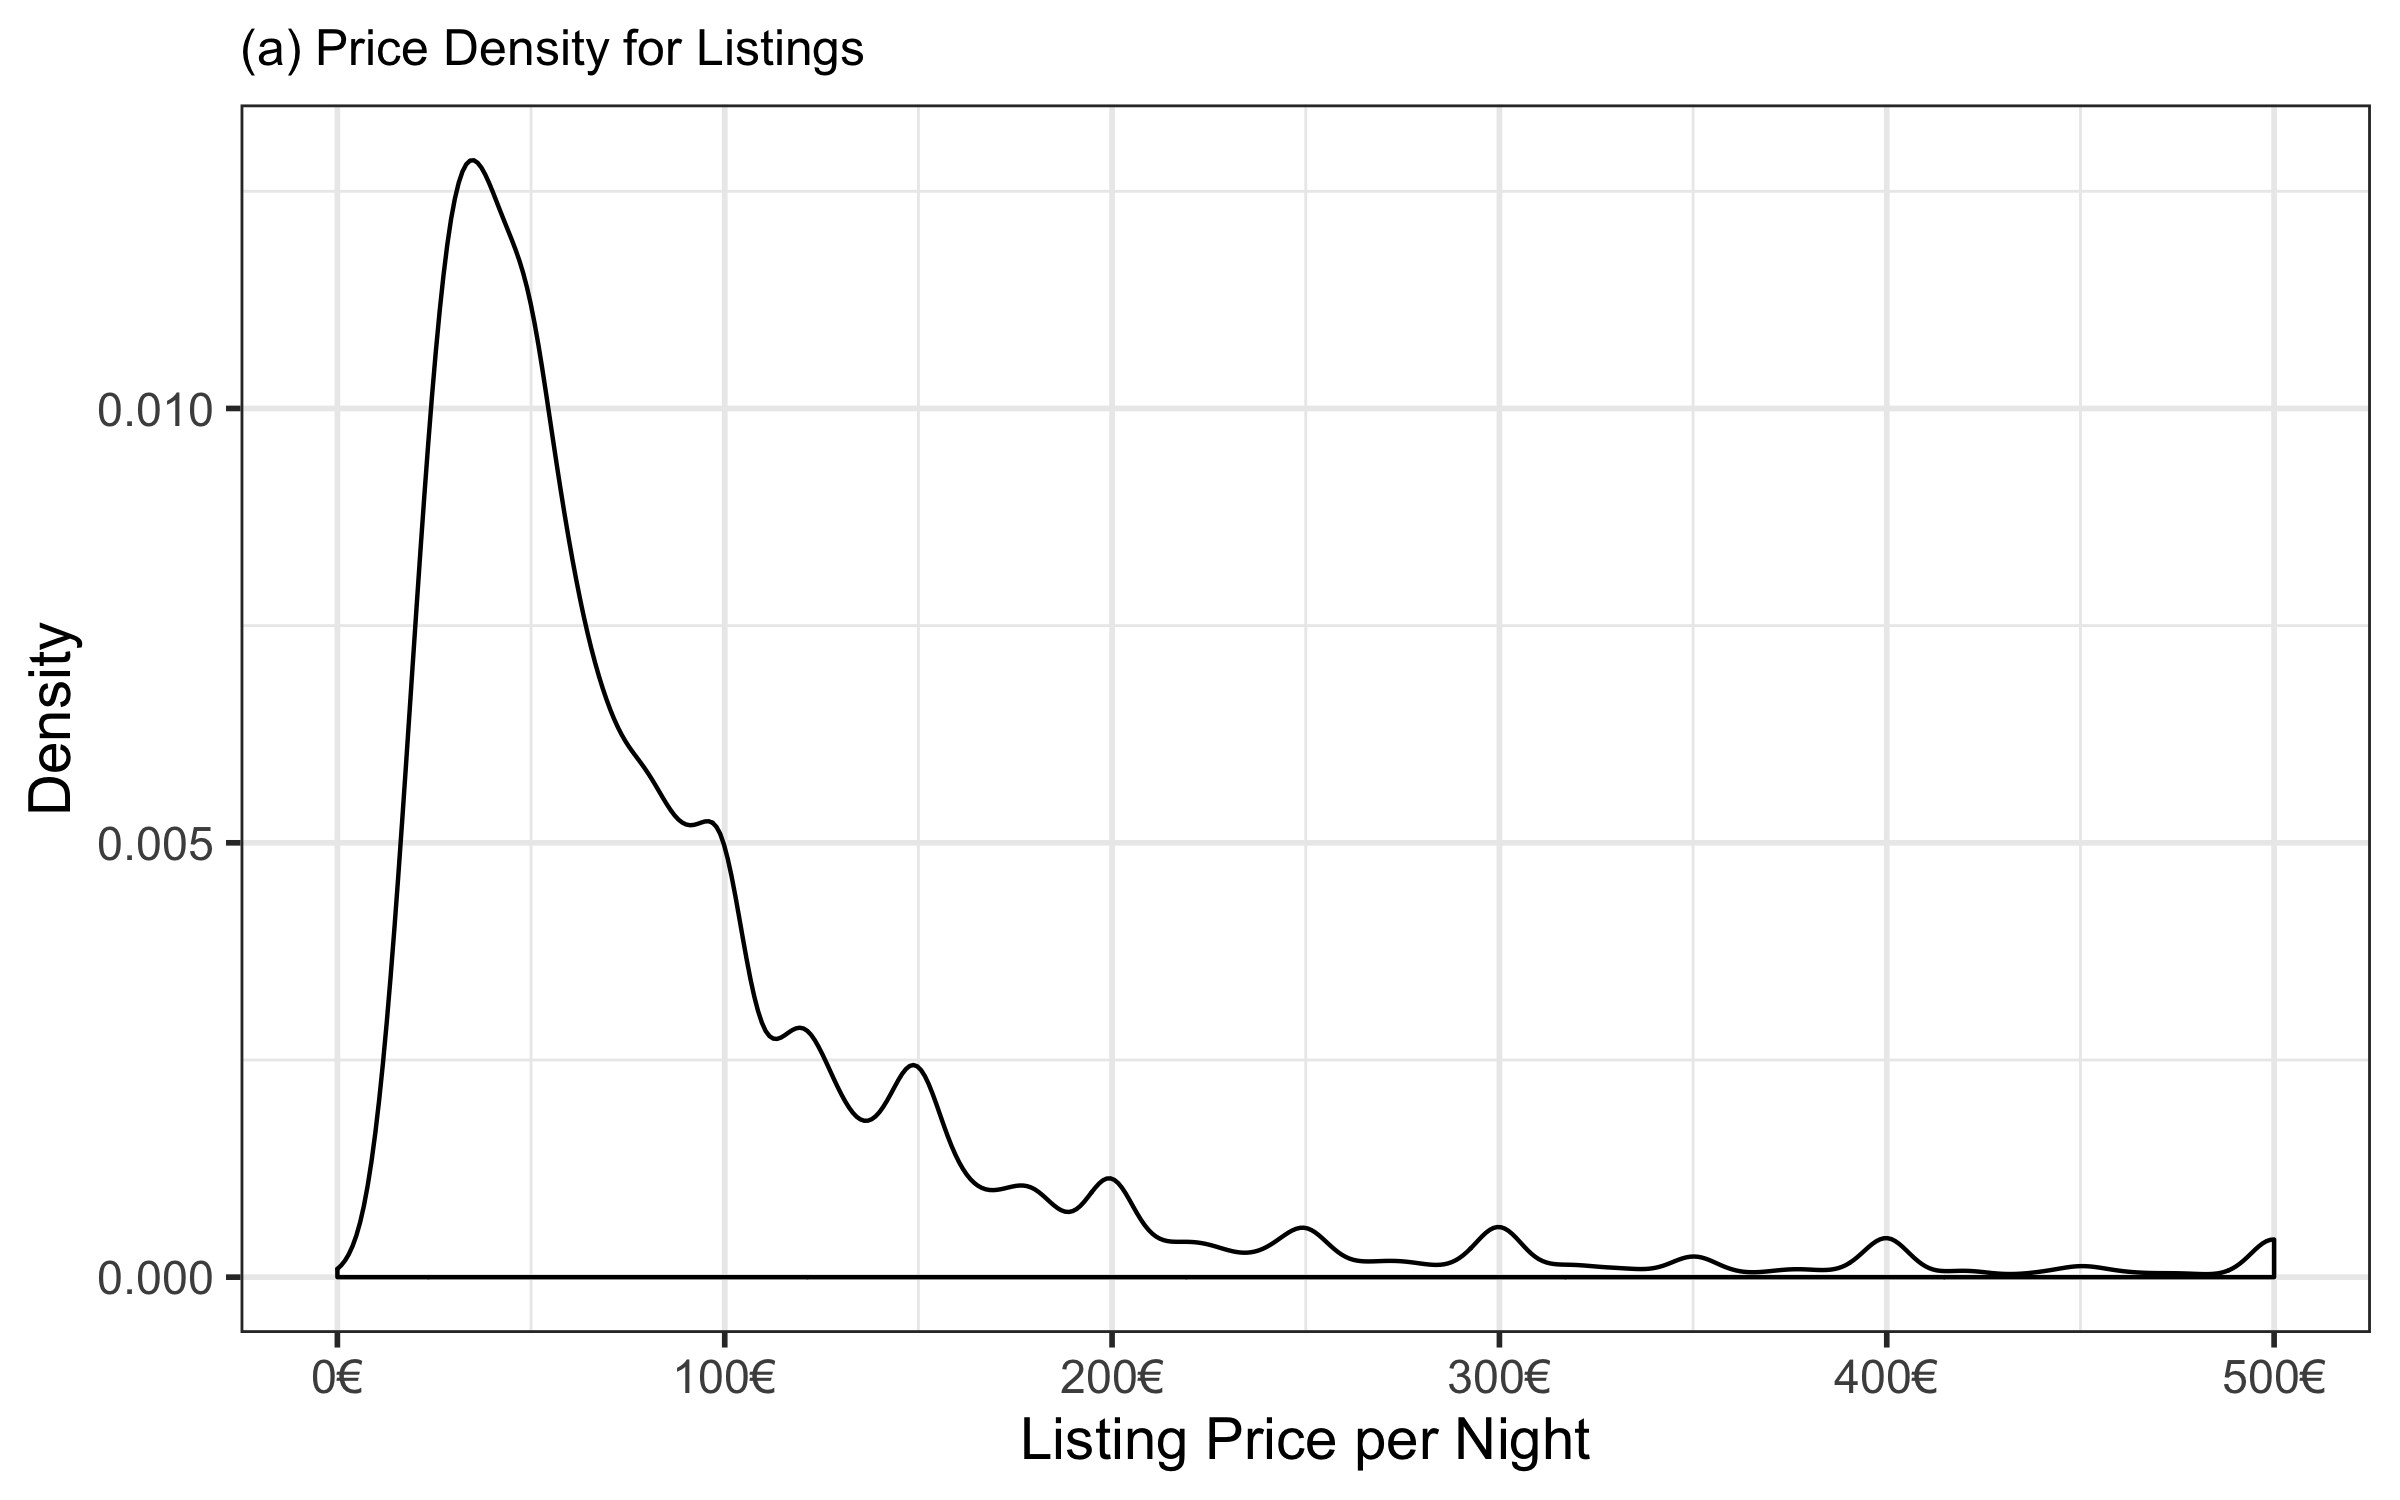 (a) Price Density for Listings
Density
0.010
0.005
0.000
0€ 100€ 200€ 300€ 400€ 500€
Listing Price per Night